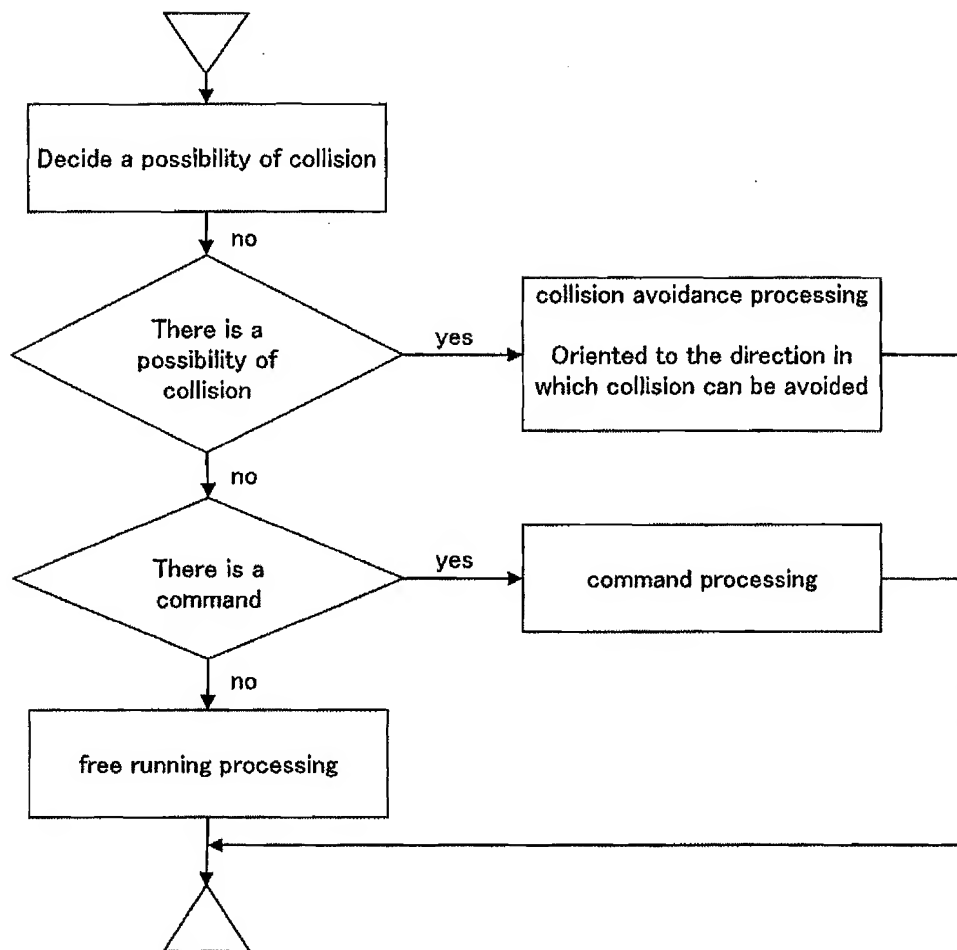 Decide a possibility of collision
no
There is a
possibility of
collision
yes
collision avoidance processing
Oriented to the direction in
which collision can be avoided
no
There is a
command
yes
command processing
no
free running processing